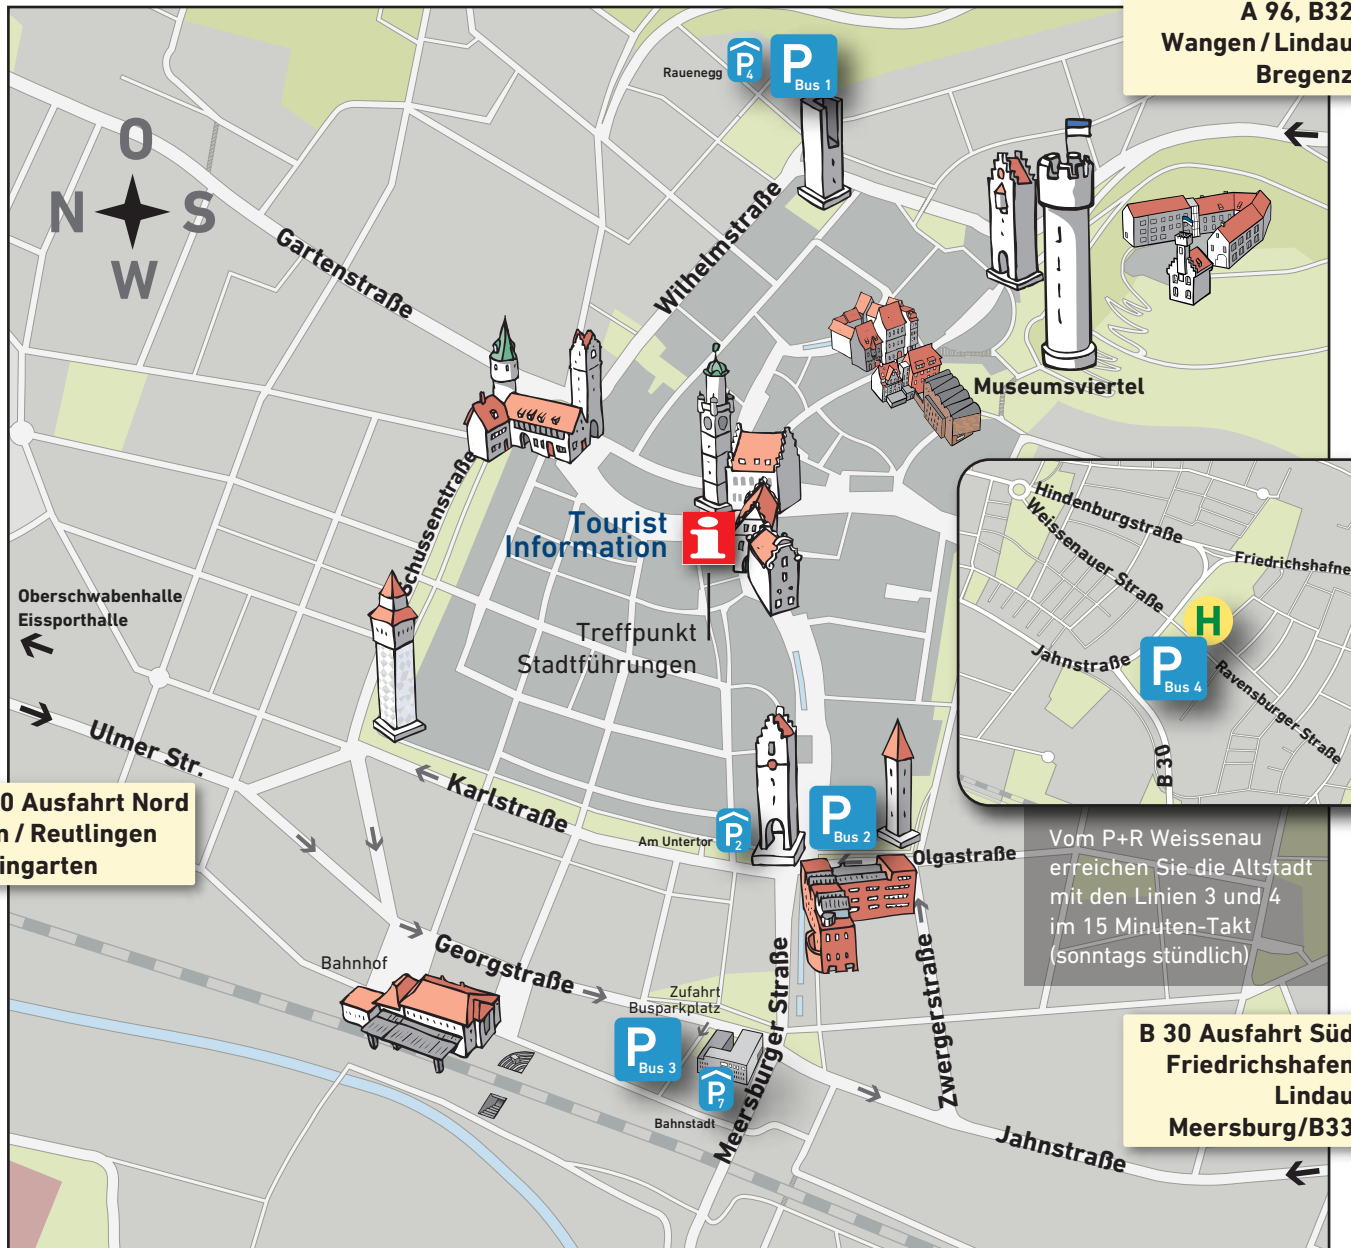 A 96, B32
Wangen / Lindau
Bregenz
Rauenegg
P
4
P
Bus 1
O
N
S
W
Gartenstraße
Wilhelmstraße
Museumsviertel
Schussenstraße
Tourist
Information
i
Treffpunkt
Stadtführungen
Oberschwabenhalle
Eissporthalle
Hindenburgstraße
Weissenauer Straße
Friedrichshafne
H
Jahnstraße
P
Bus 4
Ravensburger Straße
B 30
Ulmer Str.
0 Ausfahrt Nord
n / Reutlingen
ingarten
Karlstraße
Am Untertor
P
2
P
Bus 2
Olgastraße
Vom P+R Weissenau
erreichen Sie die Altstadt
mit den Linien 3 und 4
im 15 Minuten-Takt
(sonntags stündlich)
Bahnhof
Georgstraße
Zufahrt
Busparkplatz
P
Bus 3
P
7
Bahnstadt
Meersburger Straße
Zwergerstraße
Jahnstraße
B 30 Ausfahrt Süd
Friedrichshafen
Lindau
Meersburg/B33